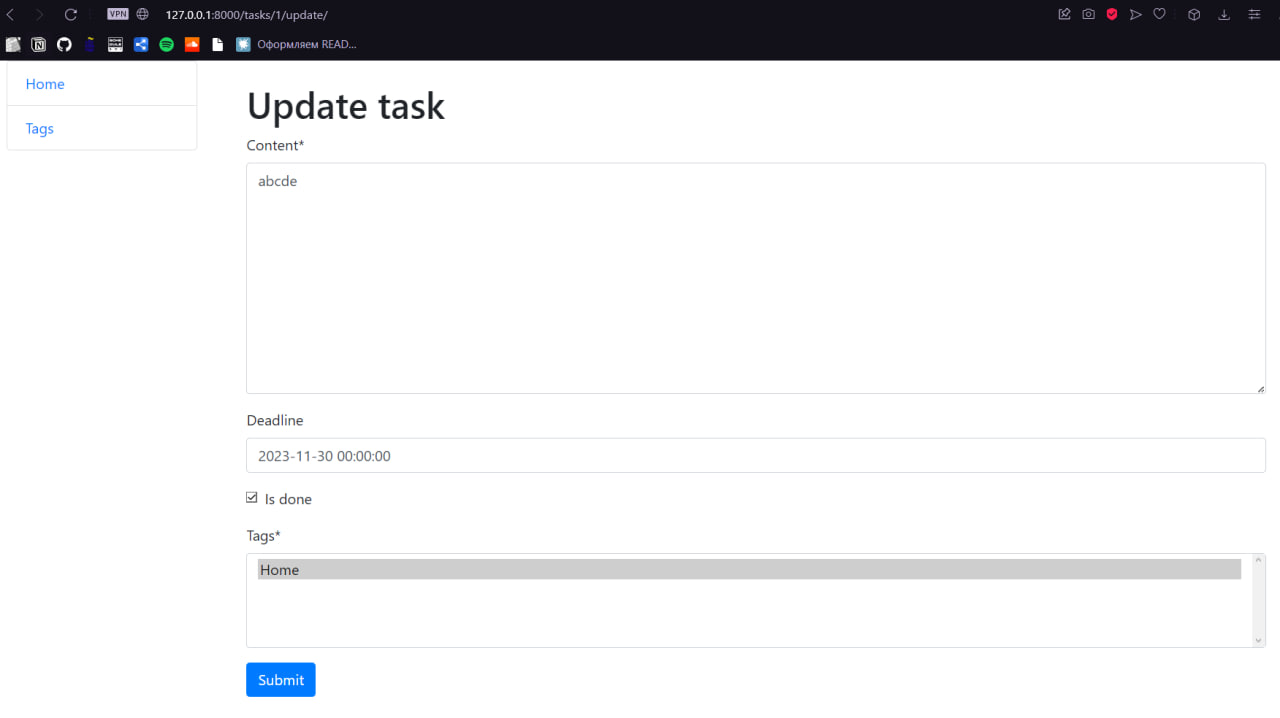 VPN 127.0.0.1:8000/tasks/1/update/
Оформляем READ...
Home
Tags
Update task
Content*
abcde
Deadline
2023-11-30 00:00:00
Is done
Tags*
Home
Submit